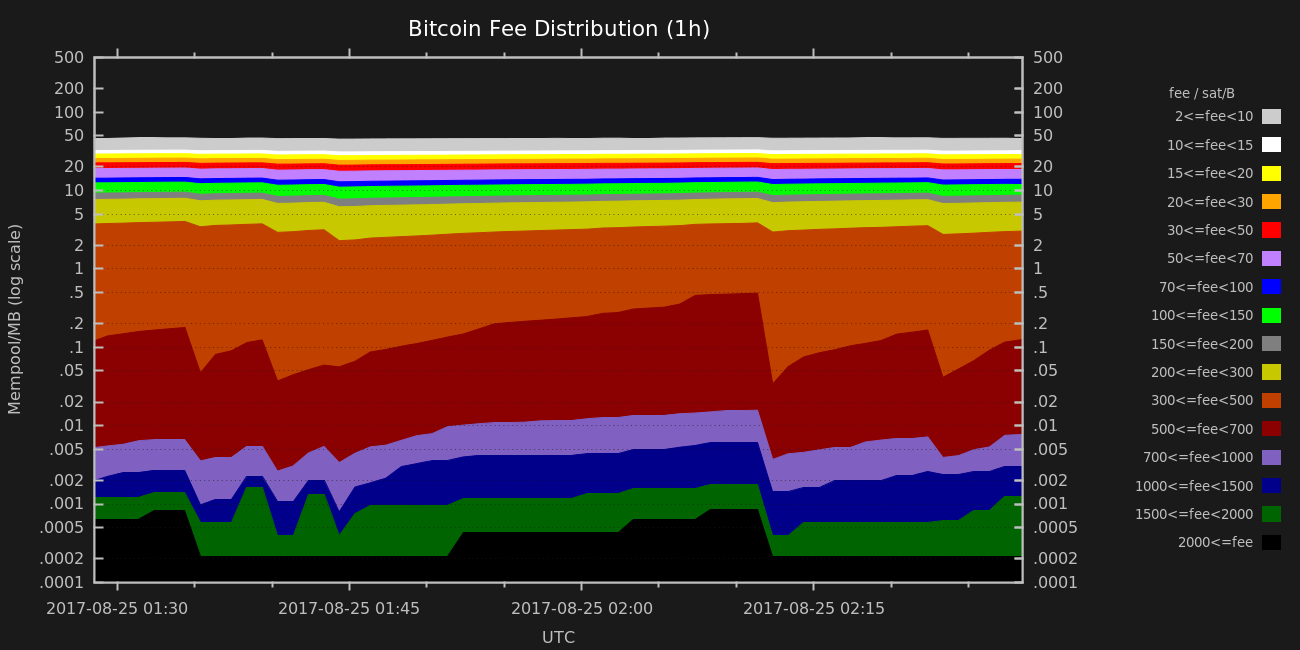 Bitcoin Fee Distribution (1h)
500
200
100
50
20
10
5
2
1
.5
.2
.1
.05
.02
.01
.005
.002
.001
.0005
.0002
.0001
Mempool/MB (log scale)
500
200
100
50
20
10
5
2
1
.5
.2
.1
.05
.02
.01
.005
.002
.001
.0005
.0002
.0001
fee / sat/B
2<=fee<10
10<=fee<15
15<=fee<20
20<=fee<30
30<=fee<50
50<=fee<70
70<=fee<100
100<=fee<150
150<=fee<200
200<=fee<300
300<=fee<500
500<=fee<700
700<=fee<1000
1000<=fee<1500
1500<=fee<2000
2000<=fee
2017-08-25 01:30 2017-08-25 01:45 2017-08-25 02:00 2017-08-25 02:15
UTC